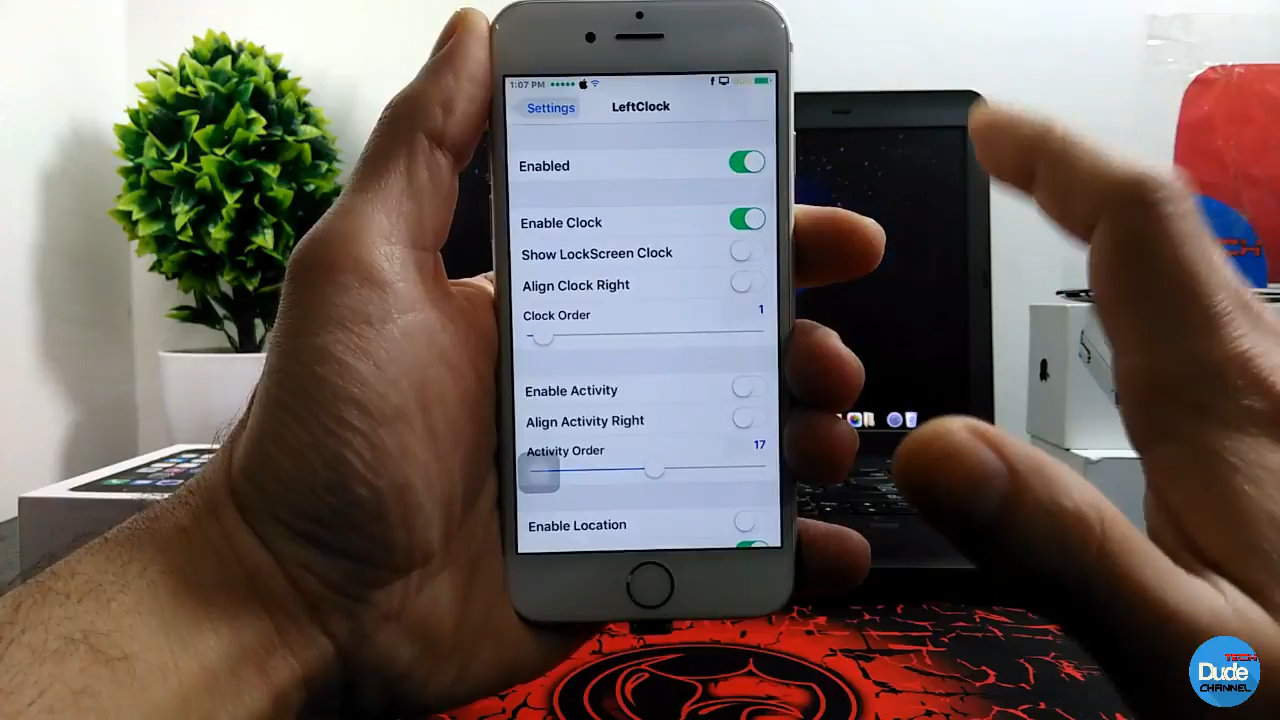 1:07 PM
Settings
LeftClock
Enabled
Enable Clock
Show LockScreen Clock
Align Clock Right
Clock Order
1
Enable Activity
Align Activity Right
Activity Order
17
Enable Location
TECH
Dude
CHANNEL